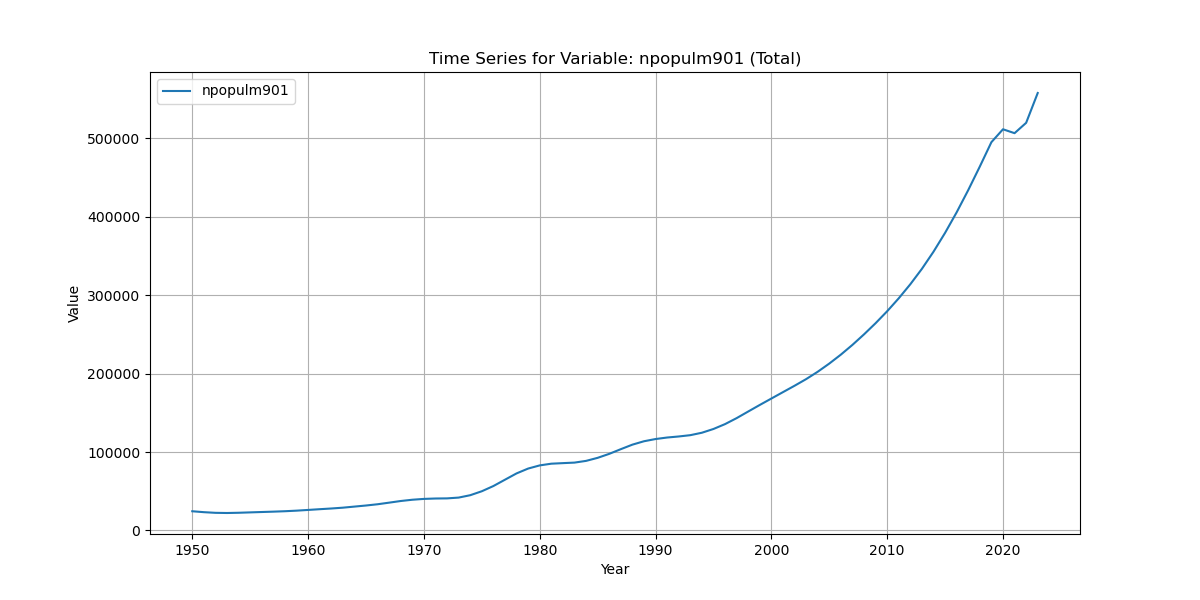 Time Series for Variable: npopulm901 (Total)
npopulm901
500000
400000
300000
200000
100000
0
Value
1950 1960 1970 1980 1990 2000 2010 2020
Year